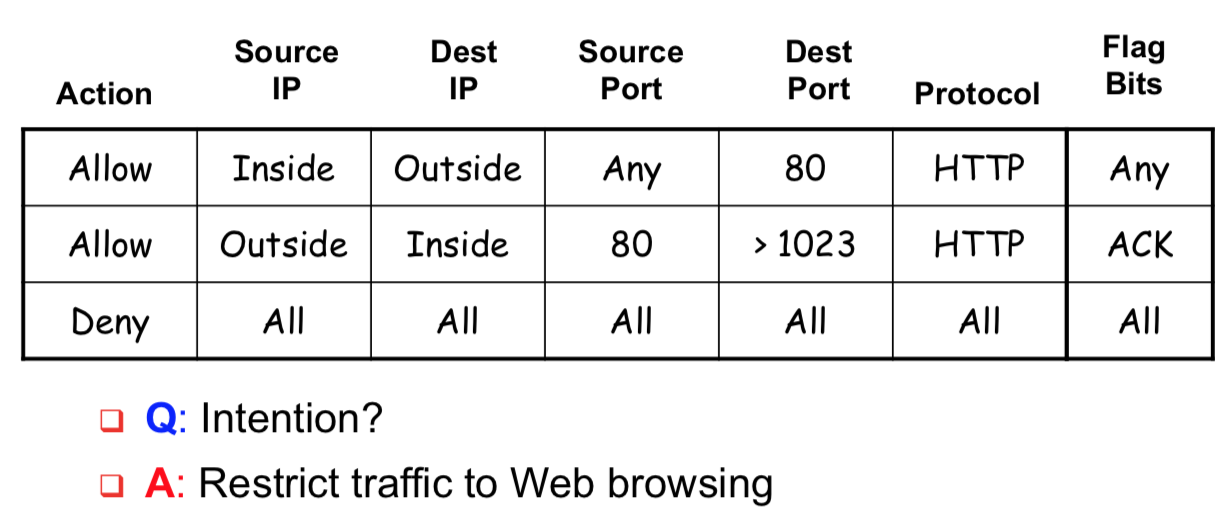 Action Source IP Dest IP Source Port Dest Port Protocol Flag Bits
Allow Inside Outside Any 80 HTTP Any
Allow Outside Inside 80 > 1023 HTTP ACK
Deny All All All All All All
Q: Intention?
A: Restrict traffic to Web browsing